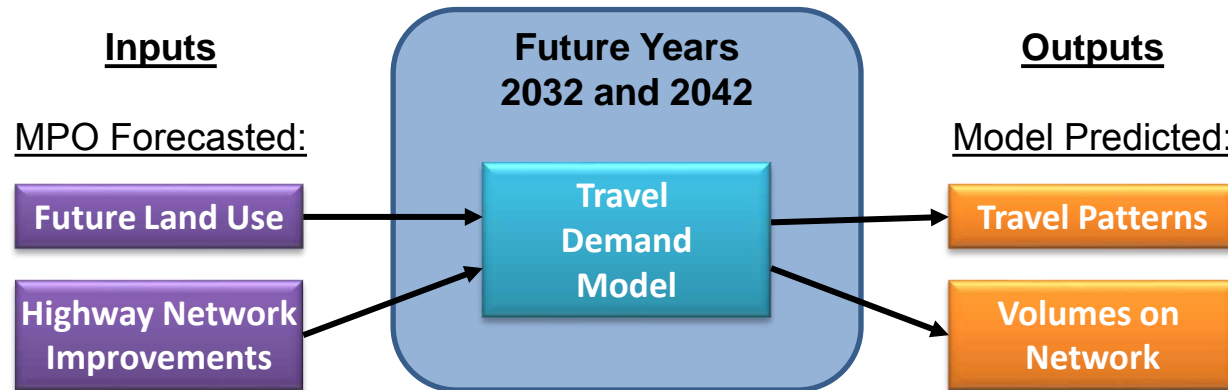 Inputs
MPO Forecasted:
Future Land Use
Highway Network
Improvements
Future Years
2032 and 2042
Travel
Demand
Model
Outputs
Model Predicted:
Travel Patterns
Volumes on
Network